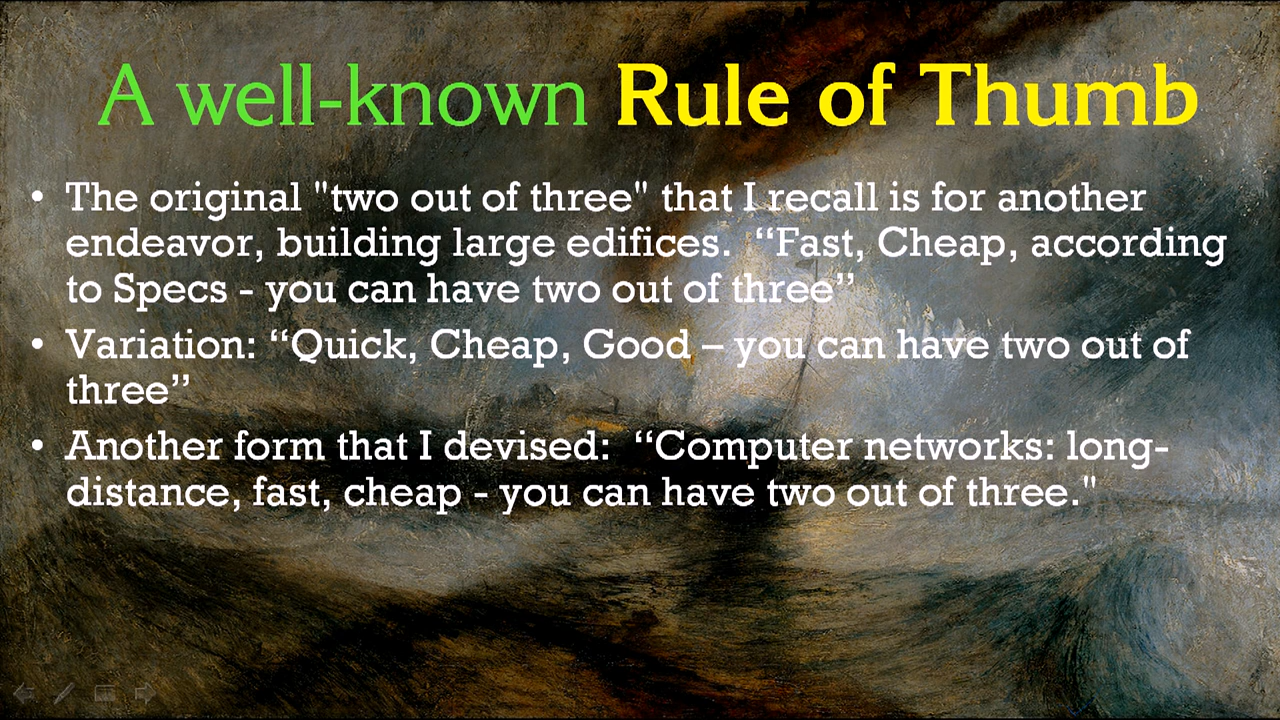 A well-known Rule of Thumb
• The original "two out of three" that I recall is for another
endeavor, building large edifices.  “Fast, Cheap, according
to Specs - you can have two out of three”
• Variation: “Quick, Cheap, Good – you can have two out of
three”
• Another form that I devised:  “Computer networks: long-
distance, fast, cheap - you can have two out of three."